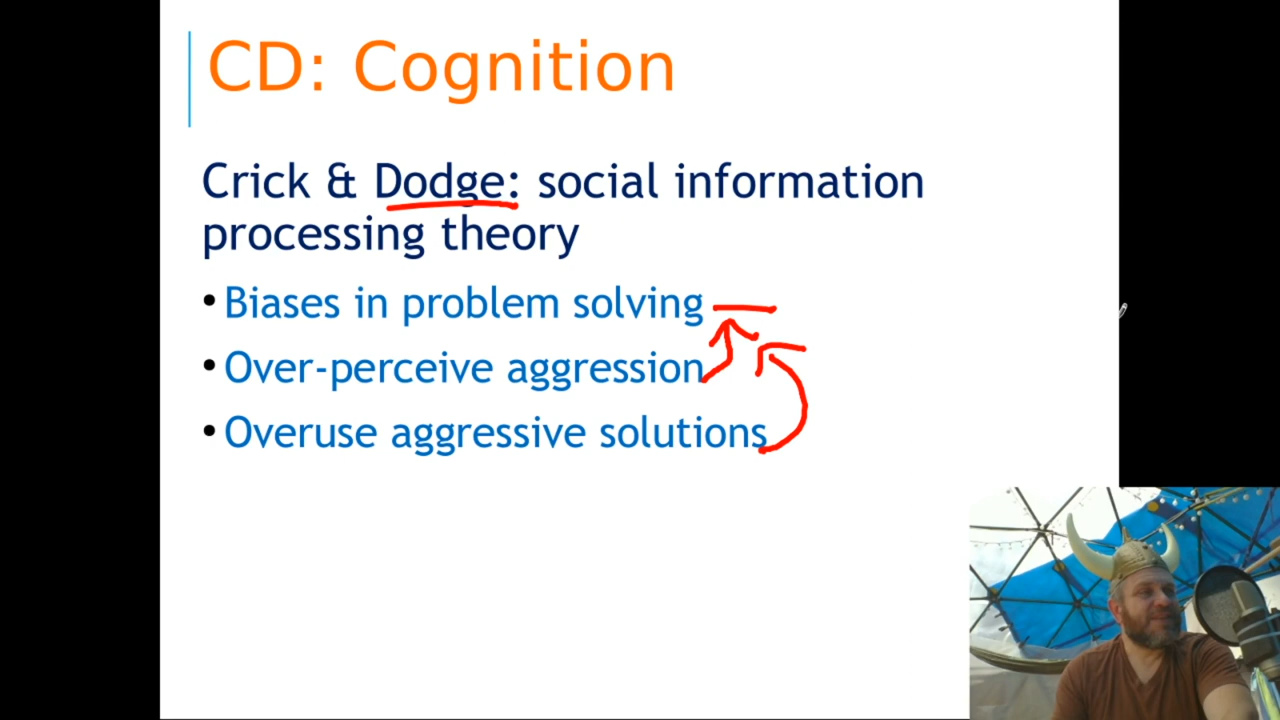 CD: Cognition
Crick & Dodge: social information
processing theory
• Biases in problem solving
• Over-perceive aggression
• Overuse aggressive solutions